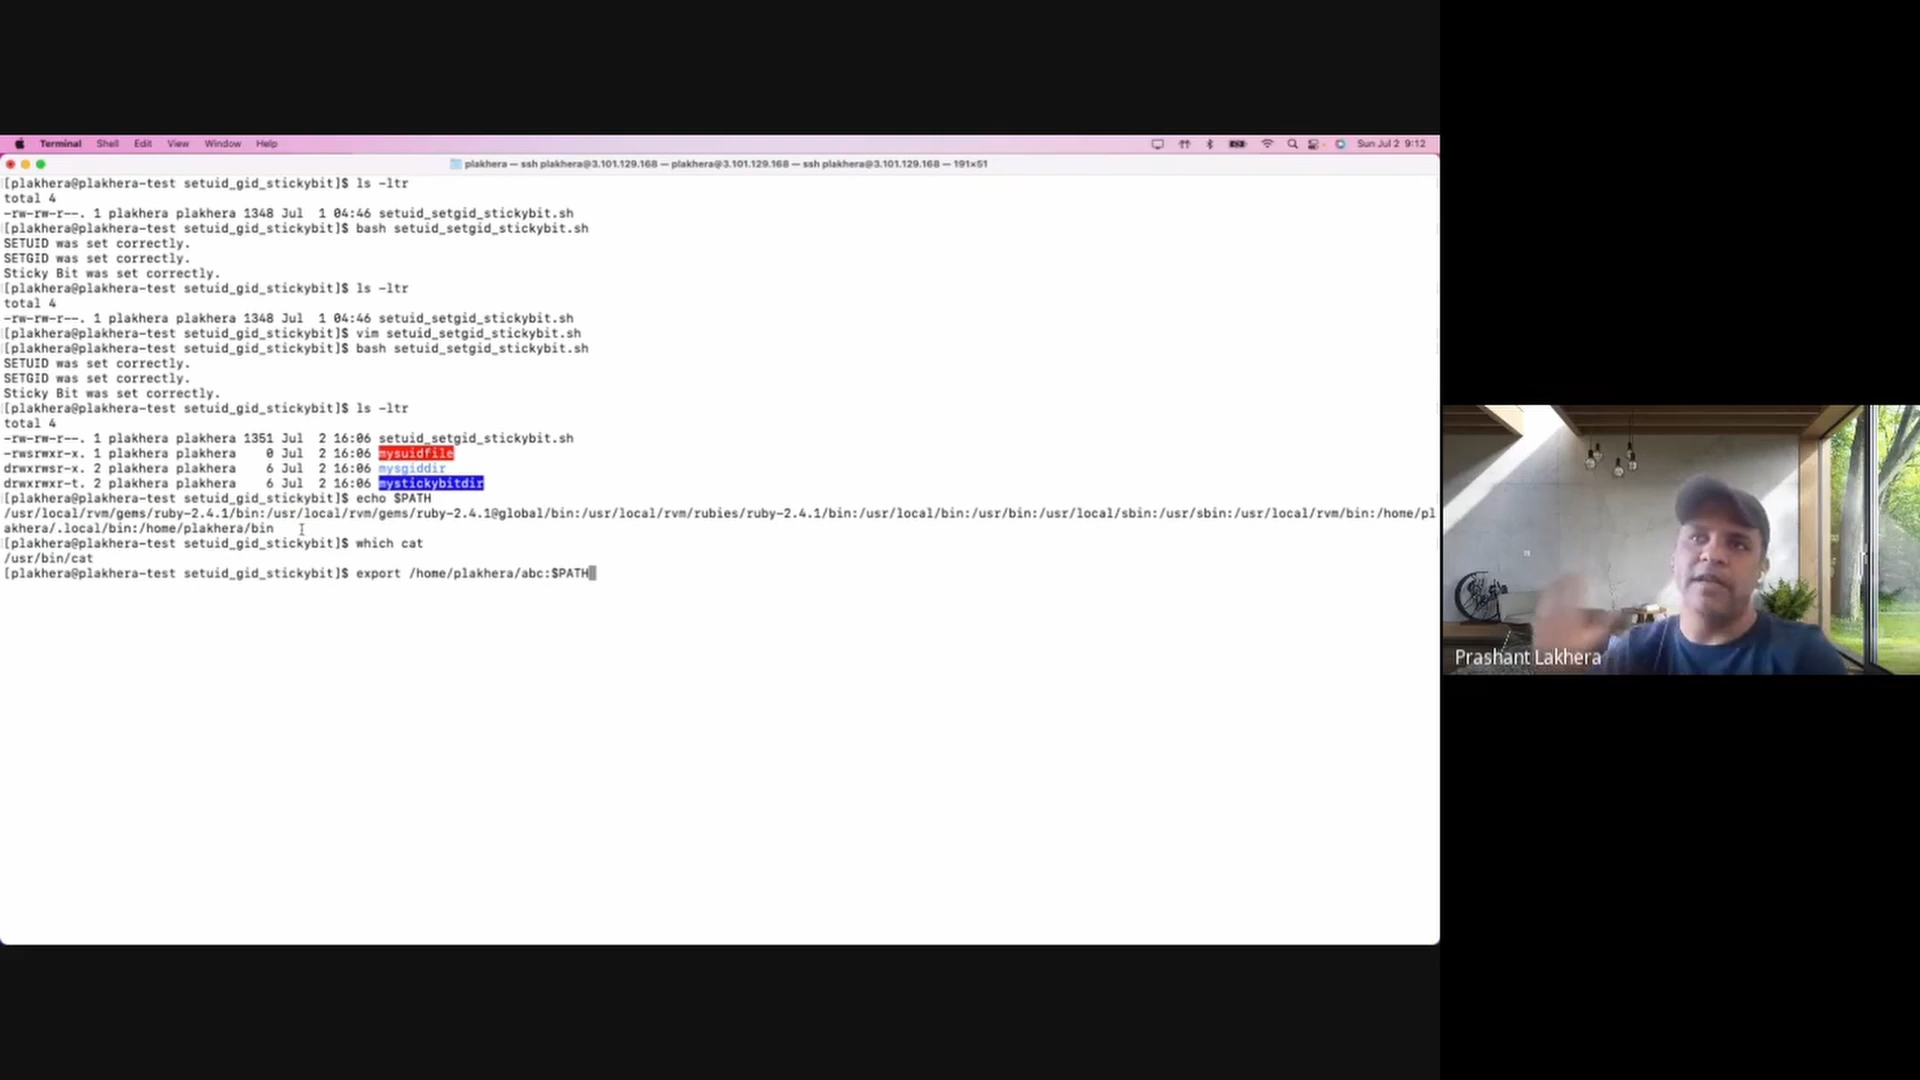 Terminal Shell Edit View Window Help Sun Jul 2 9:12
plakhera — ssh plakhera@3.101.129.168 — plakhera@3.101.129.168 — ssh plakhera@3.101.129.168 — 191×51
[plakhera@plakhera-test setuid_gid_stickybit]$ ls -ltr
total 4
-rw-rw-r--. 1 plakhera plakhera 1348 Jul  1 04:46 setuid_setgid_stickybit.sh
[plakhera@plakhera-test setuid_gid_stickybit]$ bash setuid_setgid_stickybit.sh
SETUID was set correctly.
SETGID was set correctly.
Sticky Bit was set correctly.
[plakhera@plakhera-test setuid_gid_stickybit]$ ls -ltr
total 4
-rw-rw-r--. 1 plakhera plakhera 1348 Jul  1 04:46 setuid_setgid_stickybit.sh
[plakhera@plakhera-test setuid_gid_stickybit]$ vim setuid_setgid_stickybit.sh
[plakhera@plakhera-test setuid_gid_stickybit]$ bash setuid_setgid_stickybit.sh
SETUID was set correctly.
SETGID was set correctly.
Sticky Bit was set correctly.
[plakhera@plakhera-test setuid_gid_stickybit]$ ls -ltr
total 4
-rw-rw-r--. 1 plakhera plakhera 1351 Jul  2 16:06 setuid_setgid_stickybit.sh
-rwsrwxr-x. 1 plakhera plakhera    0 Jul  2 16:06 mysuidfile
drwxrwsr-x. 2 plakhera plakhera    6 Jul  2 16:06 mysgiddir
drwxrwxr-t. 2 plakhera plakhera    6 Jul  2 16:06 mystickybitdir
[plakhera@plakhera-test setuid_gid_stickybit]$ echo $PATH
/usr/local/rvm/gems/ruby-2.4.1/bin:/usr/local/rvm/gems/ruby-2.4.1@global/bin:/usr/local/rvm/rubies/ruby-2.4.1/bin:/usr/local/bin:/usr/bin:/usr/local/sbin:/usr/sbin:/usr/local/rvm/bin:/home/pl
akhera/.local/bin:/home/plakhera/bin
[plakhera@plakhera-test setuid_gid_stickybit]$ which cat
/usr/bin/cat
[plakhera@plakhera-test setuid_gid_stickybit]$ export /home/plakhera/abc:$PATH
Prashant Lakhera